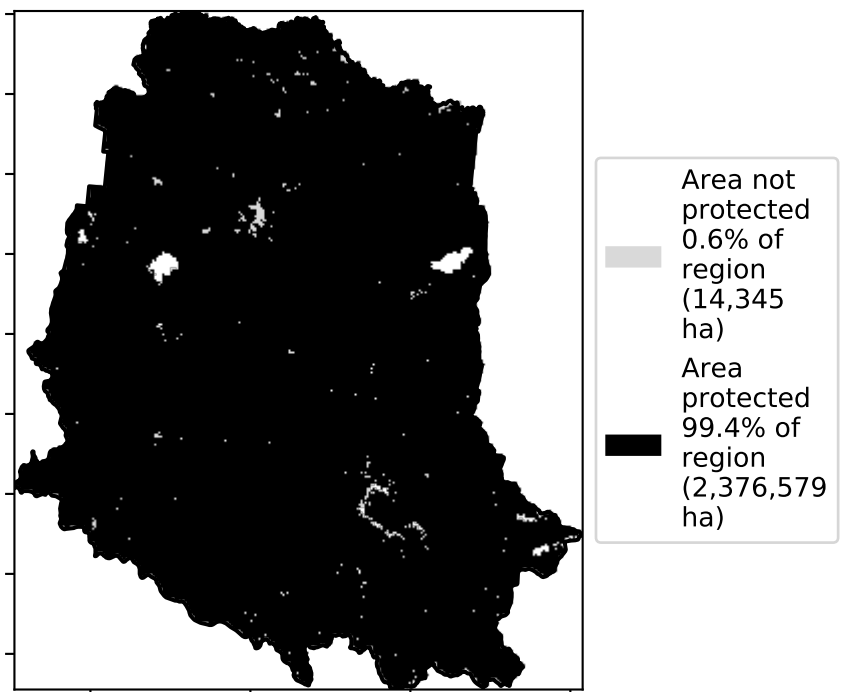 Area not
protected
0.6% of
region
(14,345
ha)
Area
protected
99.4% of
region
(2,376,579
ha)